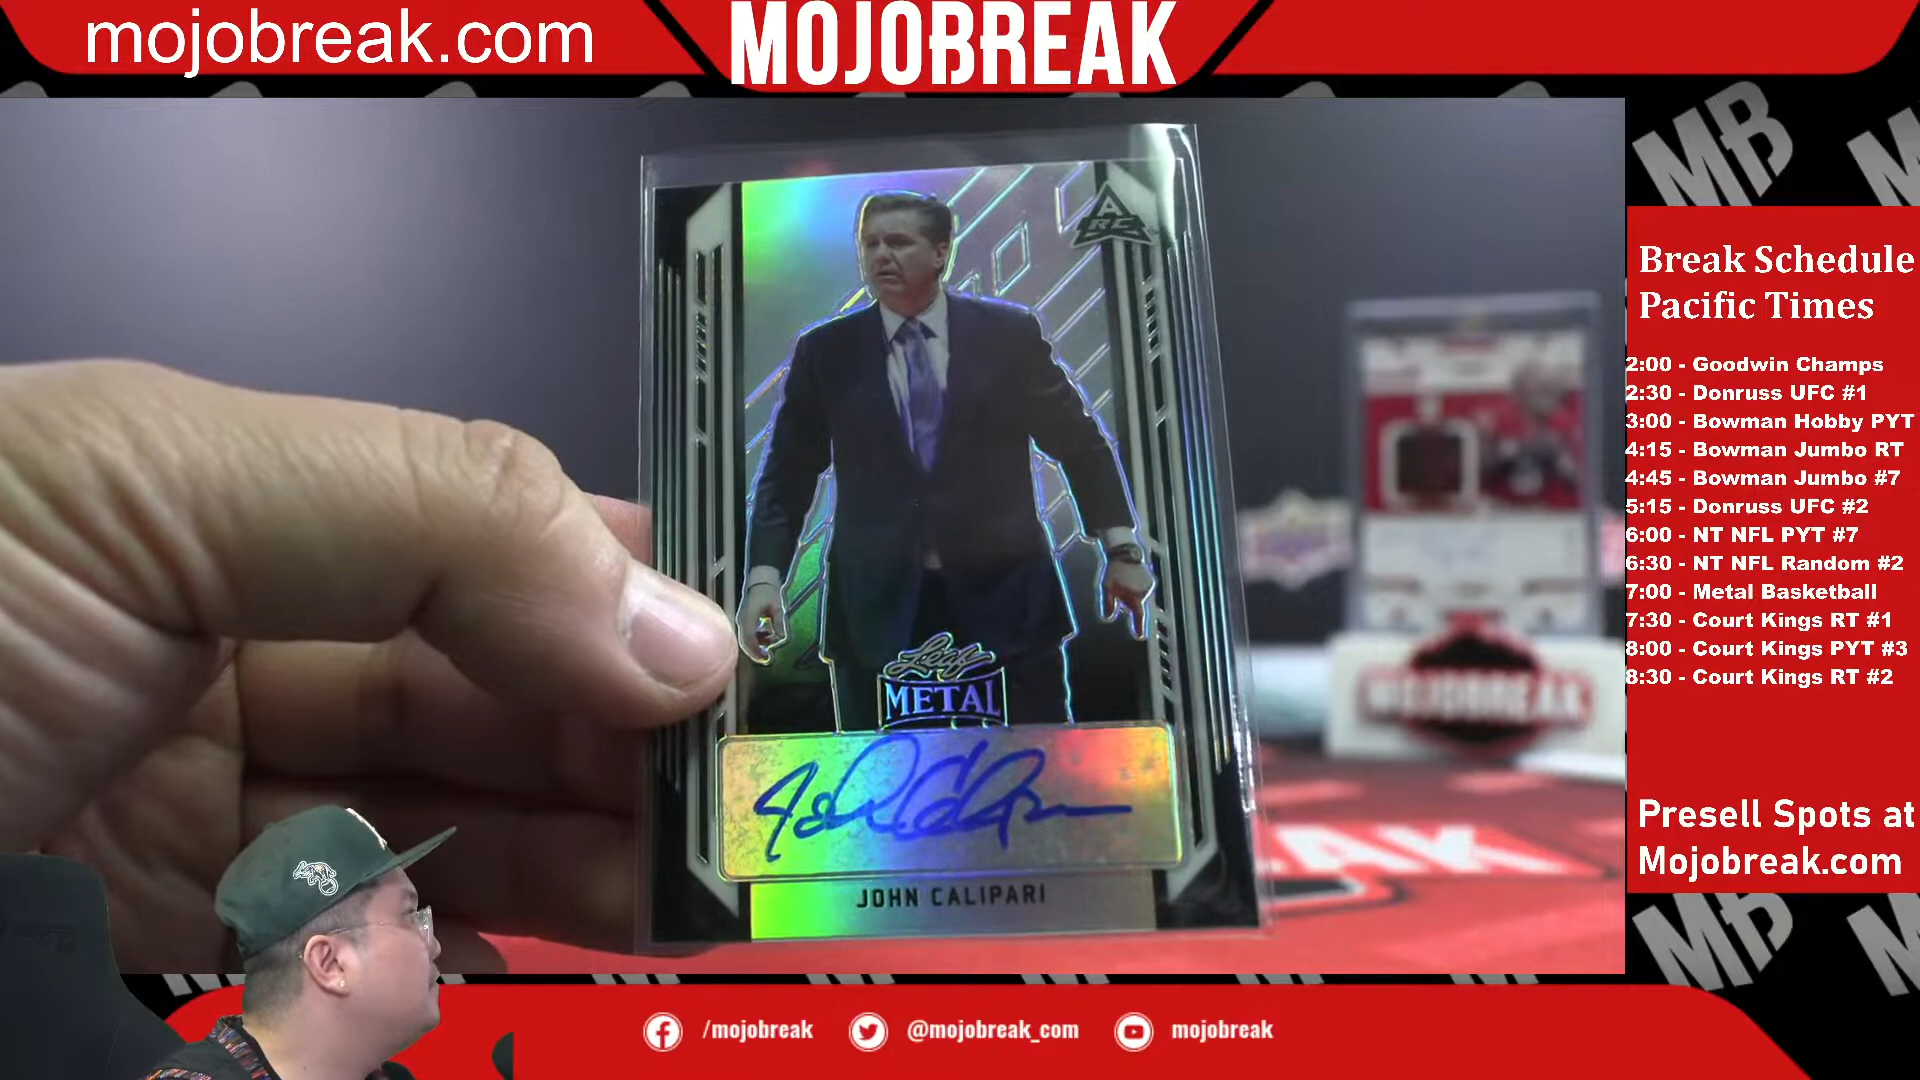 mojobreak.com
MOJOBREAK
MB
A
RC
Leaf
METAL
JOHN CALIPARI
MOJOBREAK
Break Schedule
Pacific Times
2:00 - Goodwin Champs
2:30 - Donruss UFC #1
3:00 - Bowman Hobby PYT
4:15 - Bowman Jumbo RT
4:45 - Bowman Jumbo #7
5:15 - Donruss UFC #2
6:00 - NT NFL PYT #7
6:30 - NT NFL Random #2
7:00 - Metal Basketball
7:30 - Court Kings RT #1
8:00 - Court Kings PYT #3
8:30 - Court Kings RT #2
Presell Spots at
Mojobreak.com
MB
/mojobreak
@mojobreak_com
mojobreak